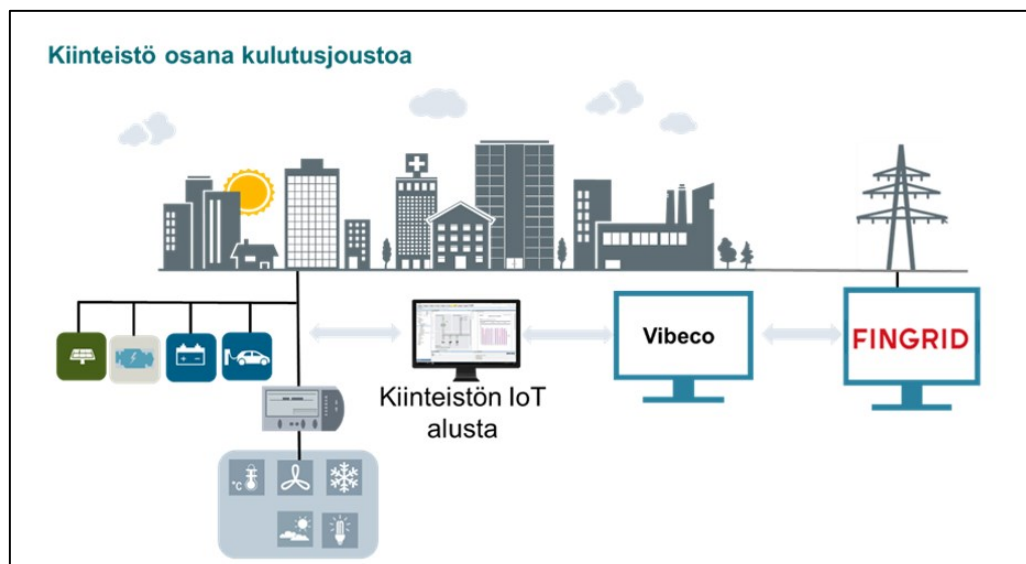 Kiinteistö osana kulutusjoustoa
Vibeco
FINGRID
Kiinteistön IoT
alusta
°C